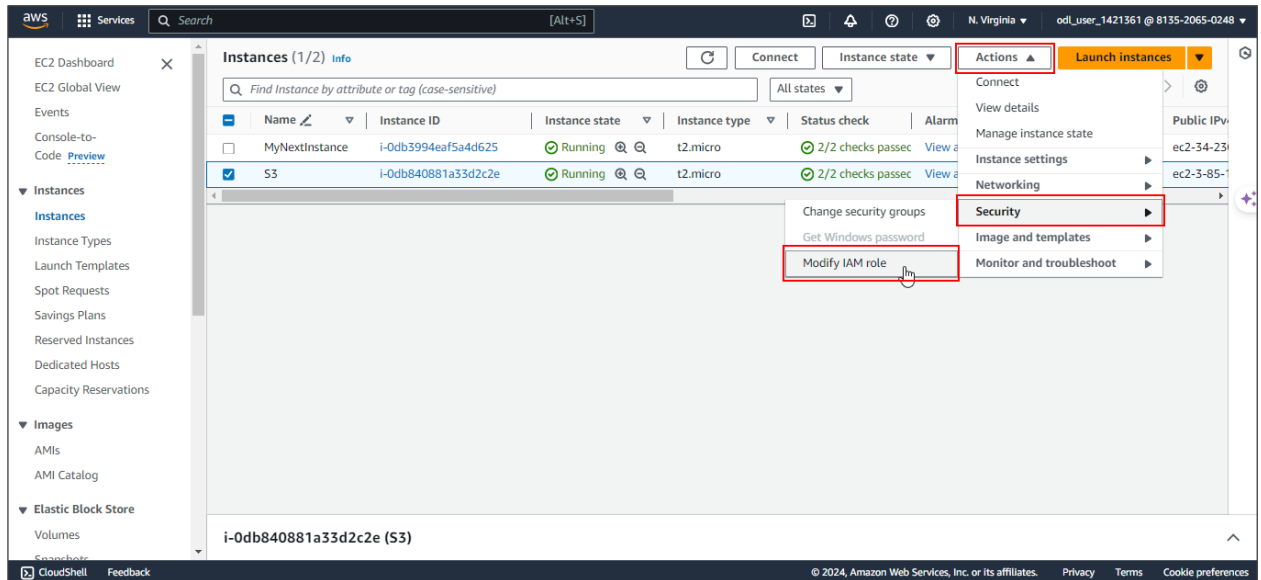 aws Services Search [Alt+S] N. Virginia odl_user_1421361 @ 8135-2065-0248
EC2 Dashboard
EC2 Global View
Events
Console-to-
Code Preview
Instances
Instances
Instance Types
Launch Templates
Spot Requests
Savings Plans
Reserved Instances
Dedicated Hosts
Capacity Reservations
Images
AMIs
AMI Catalog
Elastic Block Store
Volumes
Snapshots
Instances (1/2) Info
Connect Instance state Actions Launch instances
Find Instance by attribute or tag (case-sensitive) All states
Name Instance ID Instance state Instance type Status check Alarm Public IPv
MyNextInstance i-0db3994eaf5a4d625 Running t2.micro 2/2 checks passec View a ec2-34-23
S3 i-0db840881a33d2c2e Running t2.micro 2/2 checks passec View a ec2-3-85-1
Connect
View details
Manage instance state
Instance settings
Networking
Security
Image and templates
Monitor and troubleshoot
Change security groups
Get Windows password
Modify IAM role
i-0db840881a33d2c2e (S3)
CloudShell Feedback © 2024, Amazon Web Services, Inc. or its affiliates. Privacy Terms Cookie preferences